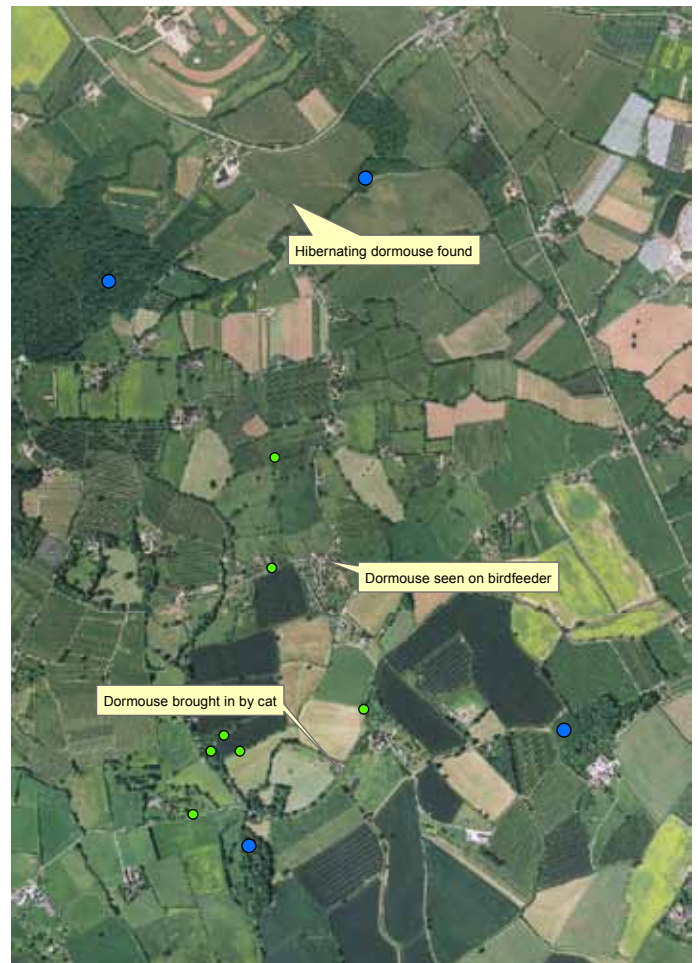 Hibernating dormouse found
Dormouse seen on birdfeeder
Dormouse brought in by cat